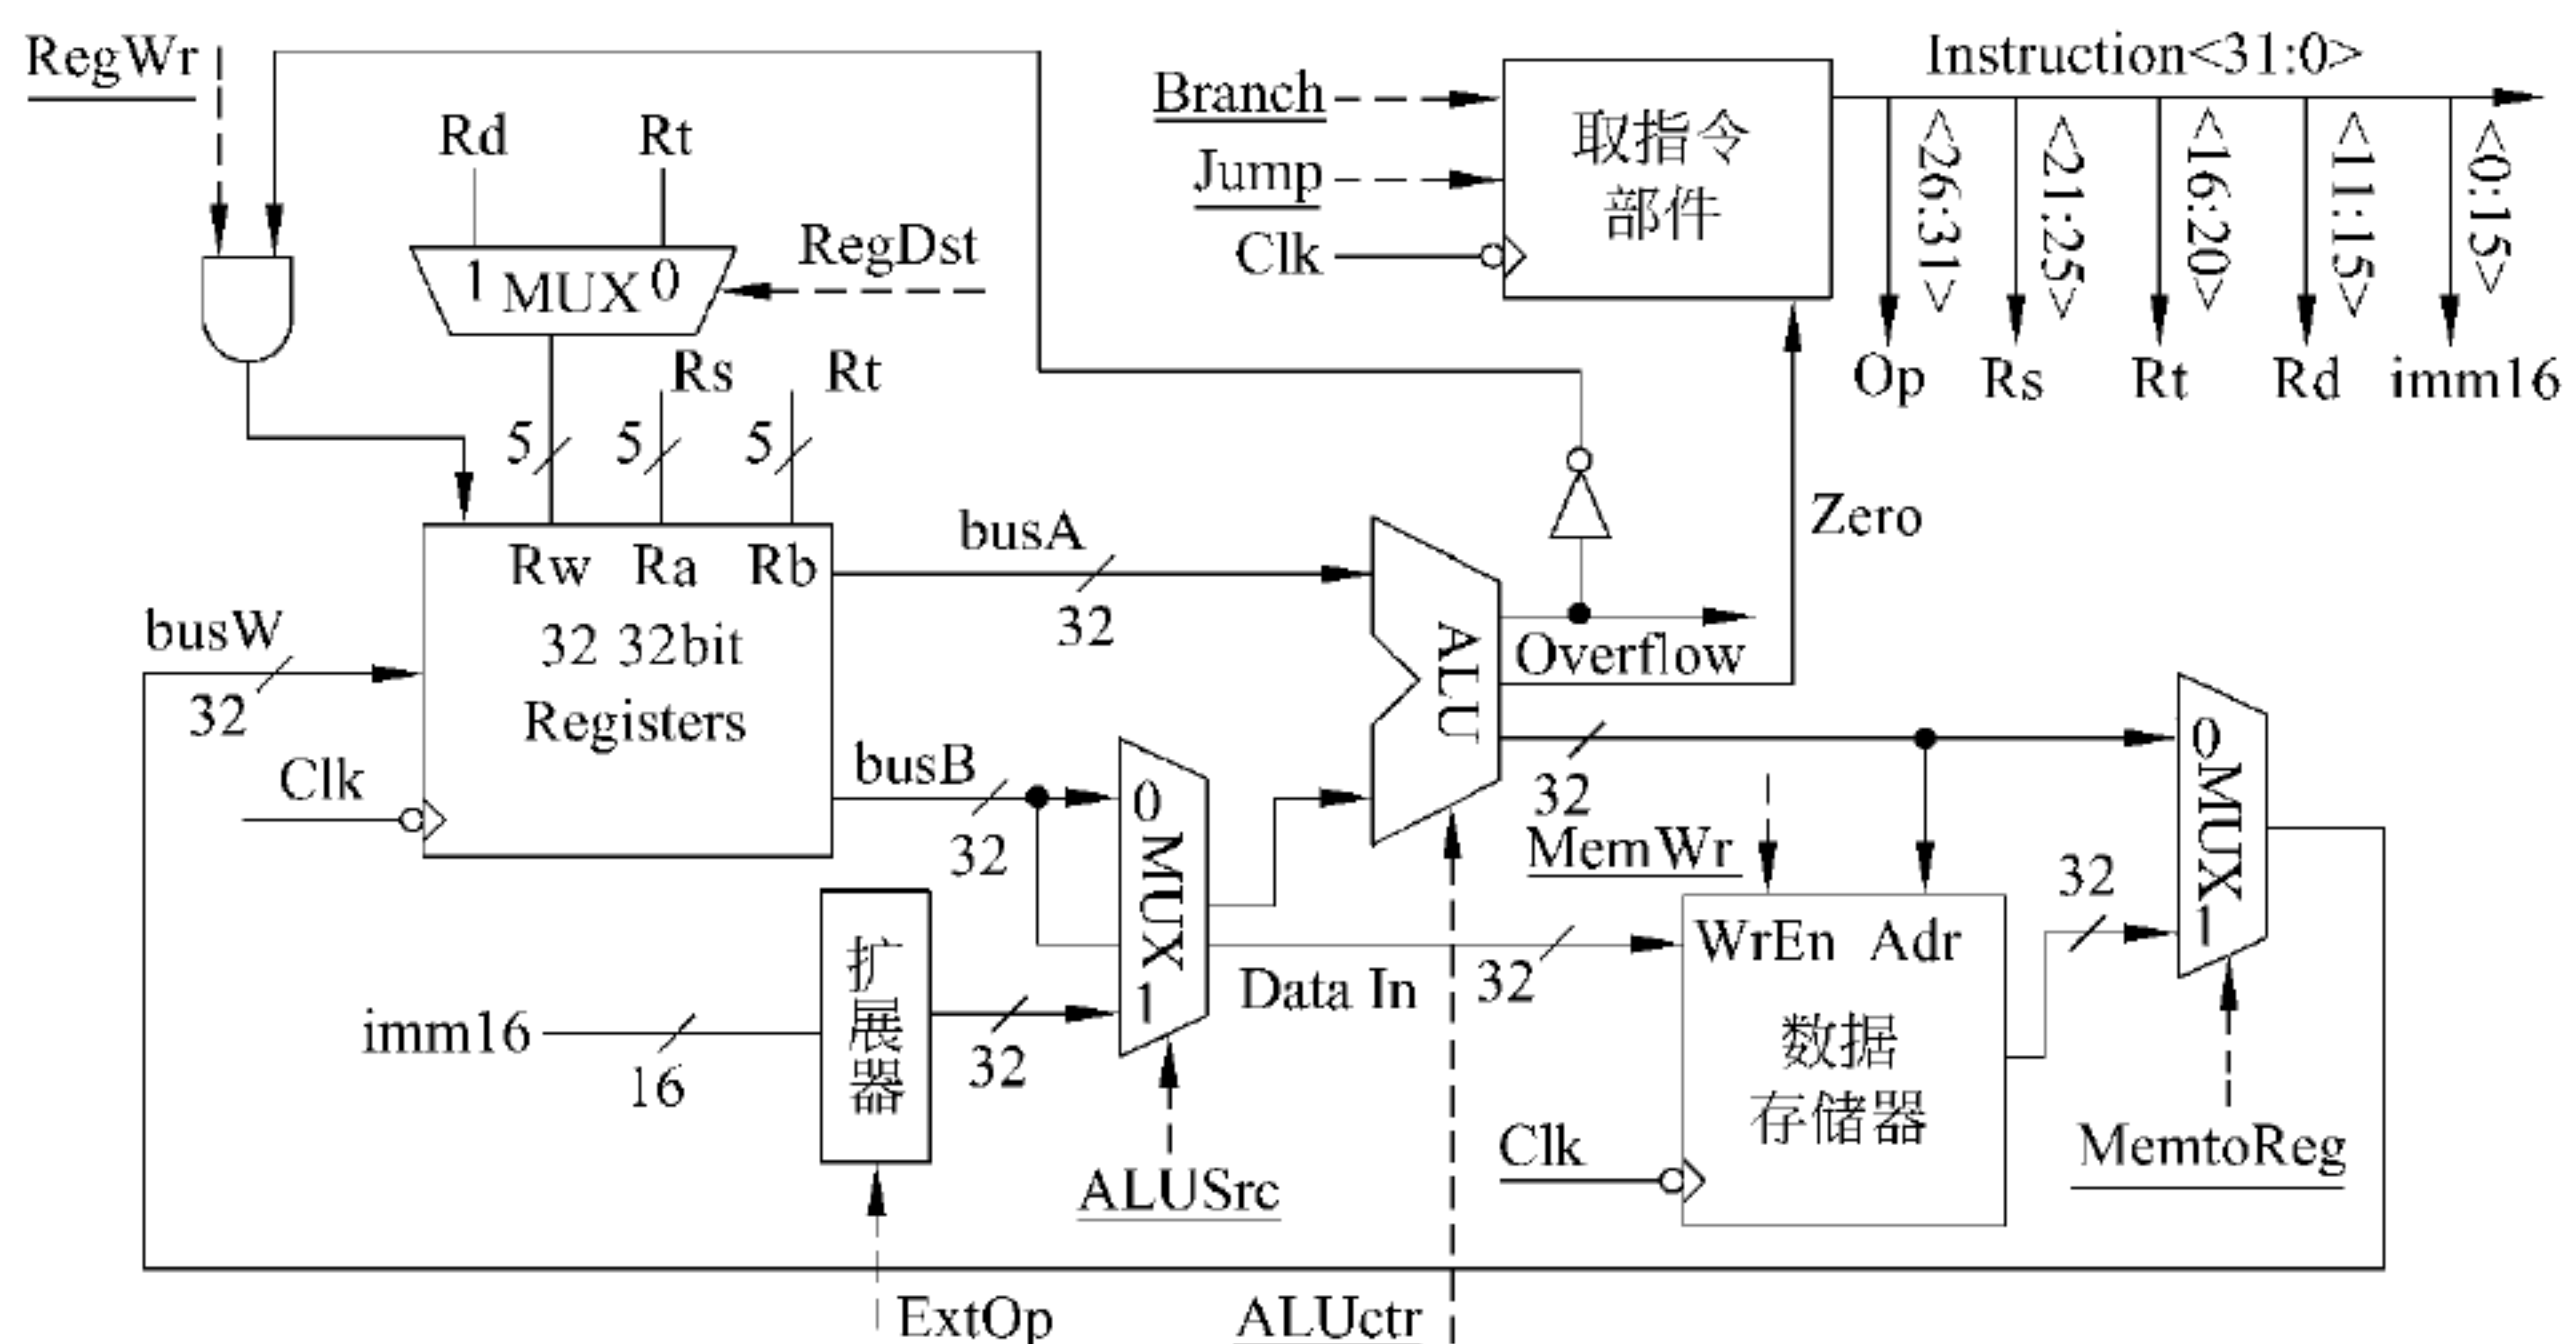 RegWr
Rd
Rt
1 MUX 0
RegDst
Rs
Rt
5
5
5
Rw Ra Rb
32 32bit
Registers
busW
32
Clk
busA
32
busB
32
imm16
16
扩展器
32
0 MUX 1
ALUSrc
ExtOp
ALUctr
Data In
32
ALU
Overflow
Zero
32
Branch
Jump
Clk
取指令
部件
Instruction<31:0>
<26:31>
<21:25>
<16:20>
<11:15>
<0:15>
Op
Rs
Rt
Rd
imm16
MemWr
WrEn Adr
数据
存储器
Clk
32
0 MUX 1
MemtoReg